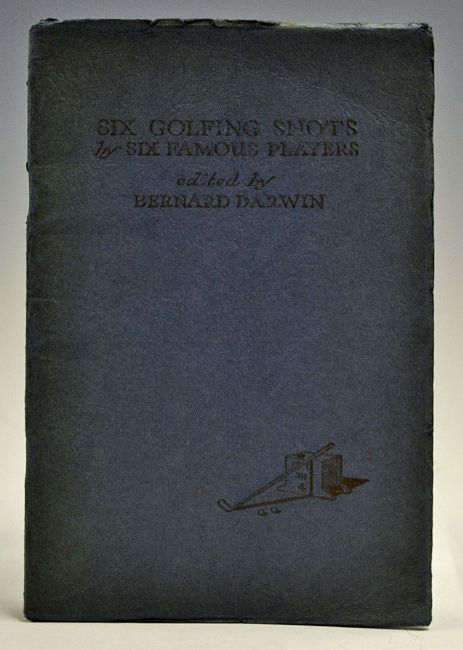 SIX GOLFING SHOTS
by SIX FAMOUS PLAYERS
edited by
BERNARD DARWIN